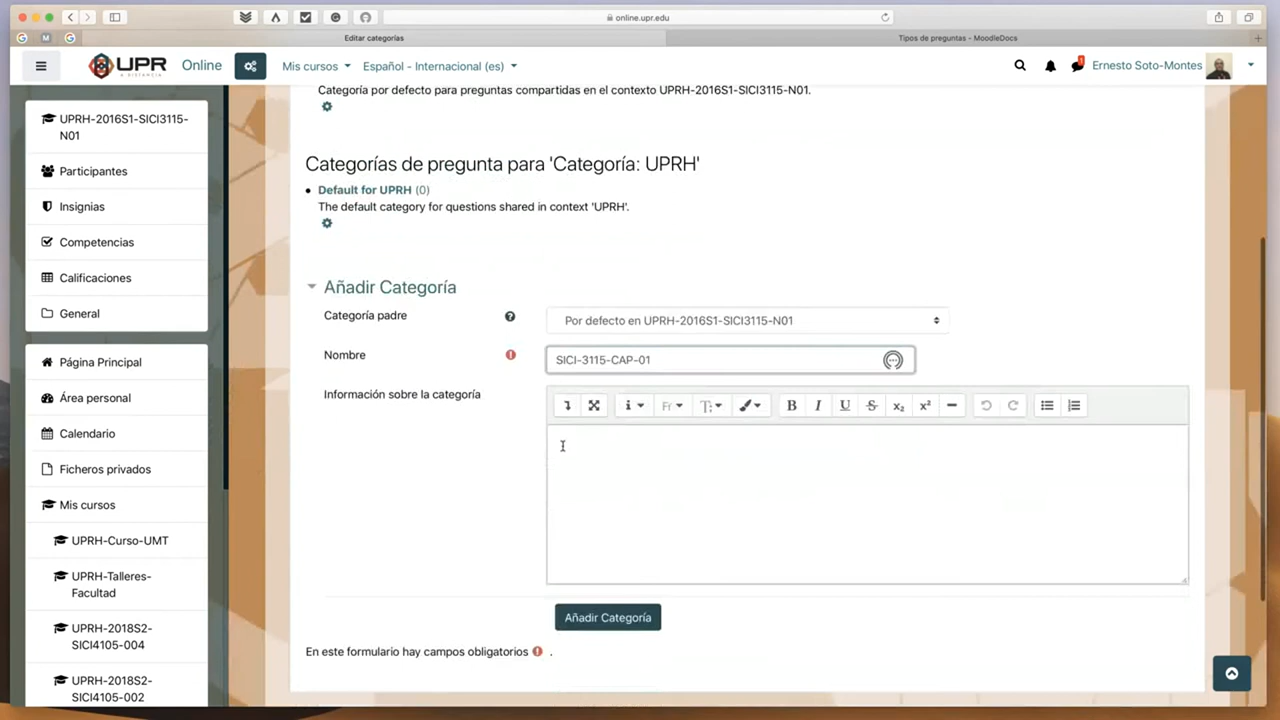 online.upr.edu
Editar categorías
Tipos de preguntas - MoodleDocs
UPR
A DISTANCIA
Online
Mis cursos
Español - Internacional (es)
1
Ernesto Soto-Montes
UPRH-2016S1-SICI3115-
N01
Participantes
Insignias
Competencias
Calificaciones
General
Página Principal
Área personal
Calendario
Ficheros privados
Mis cursos
UPRH-Curso-UMT
UPRH-Talleres-
Facultad
UPRH-2018S2-
SICI4105-004
UPRH-2018S2-
SICI4105-002
Categoría por defecto para preguntas compartidas en el contexto UPRH-2016S1-SICI3115-N01.
Categorías de pregunta para 'Categoría: UPRH'
Default for UPRH (0)
The default category for questions shared in context 'UPRH'.
Añadir Categoría
Categoría padre
Por defecto en UPRH-2016S1-SICI3115-N01
Nombre
SICI-3115-CAP-01
Información sobre la categoría
Añadir Categoría
En este formulario hay campos obligatorios .